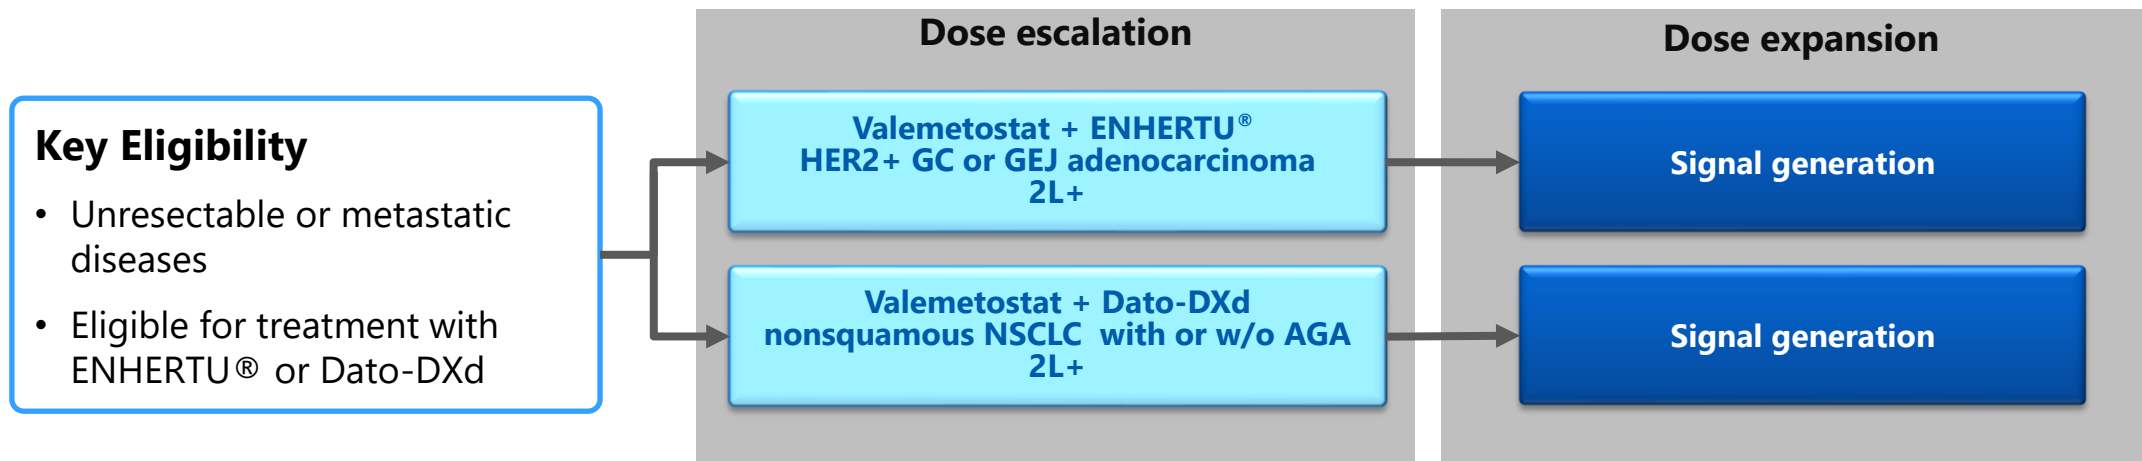 Key Eligibility
• Unresectable or metastatic
diseases
• Eligible for treatment with
ENHERTU® or Dato-DXd
Dose escalation
Valemetostat + ENHERTU®
HER2+ GC or GEJ adenocarcinoma
2L+
Valemetostat + Dato-DXd
nonsquamous NSCLC with or w/o AGA
2L+
Dose expansion
Signal generation
Signal generation